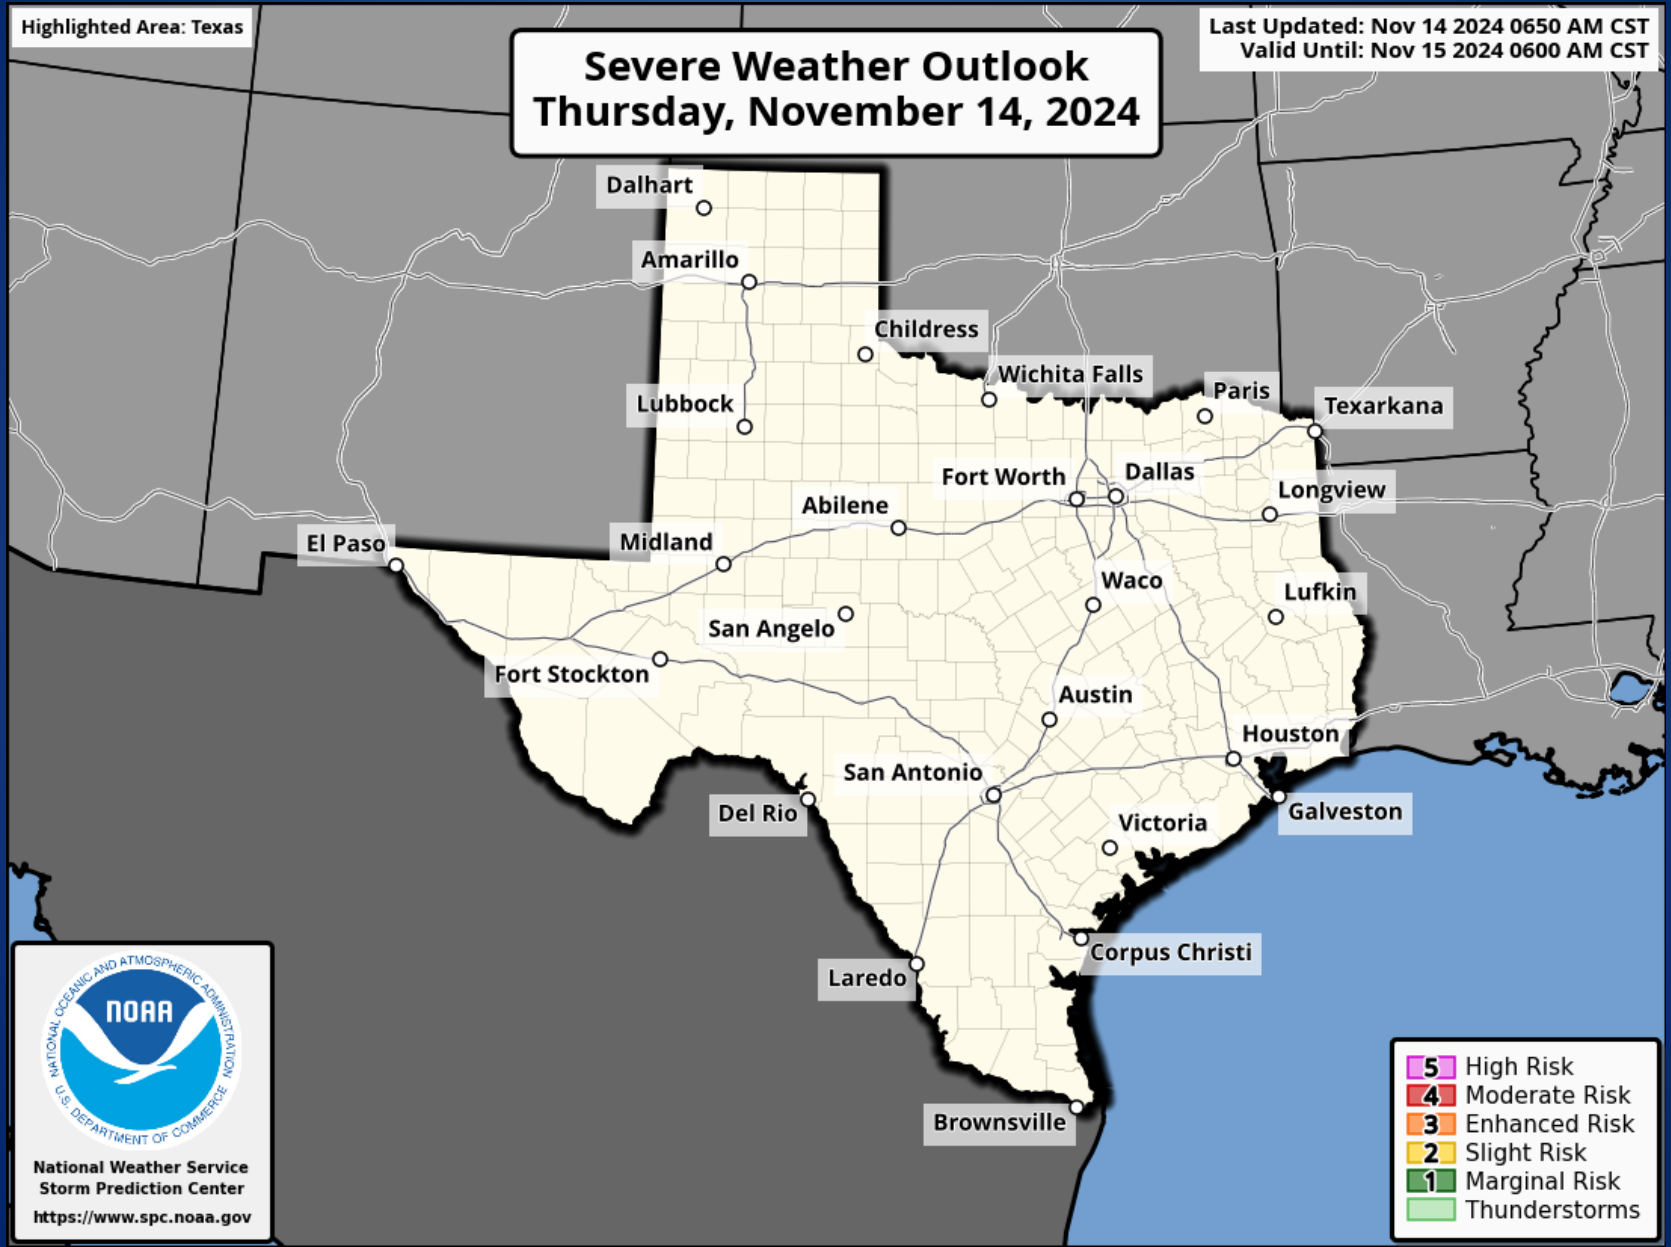 Highlighted Area: Texas
Last Updated: Nov 14 2024 0650 AM CST
Valid Until: Nov 15 2024 0600 AM CST
Severe Weather Outlook
Thursday, November 14, 2024
Dalhart
Amarillo
Childress
Wichita Falls
Paris
Texarkana
Lubbock
Fort Worth
Dallas
Longview
Abilene
El Paso
Midland
Waco
Lufkin
San Angelo
Fort Stockton
Austin
Houston
San Antonio
Del Rio
Galveston
Victoria
Corpus Christi
Laredo
Brownsville
NATIONAL OCEANIC AND ATMOSPHERIC ADMINISTRATION
NOAA
U.S. DEPARTMENT OF COMMERCE
National Weather Service
Storm Prediction Center
https://www.spc.noaa.gov
5 High Risk
4 Moderate Risk
3 Enhanced Risk
2 Slight Risk
1 Marginal Risk
Thunderstorms